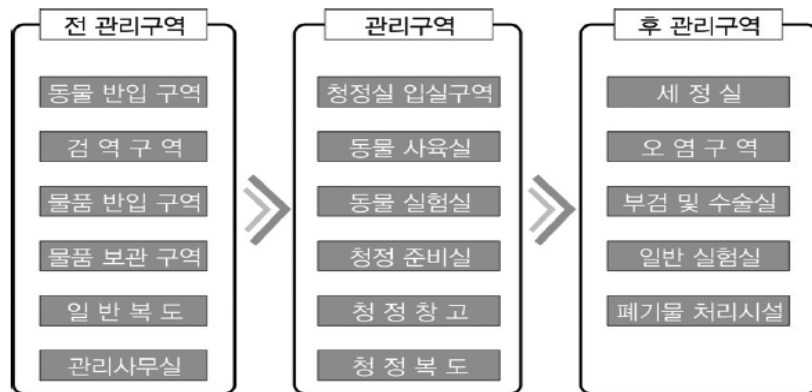 전 관리구역
동물 반입 구역
검 역 구 역
물품 반입 구역
물품 보관 구역
일 반 복 도
관리사무실
관리구역
청정실 입실구역
동물 사육실
동물 실험실
청정 준비실
청 정 창 고
청 정 복 도
후 관리구역
세 정 실
오 염 구 역
부검 및 수술실
일반 실험실
폐기물 처리시설